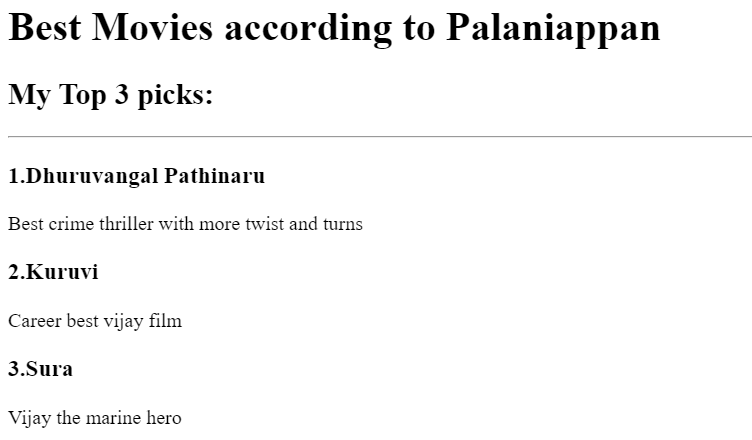 Best Movies according to Palaniappan
My Top 3 picks:
1.Dhuruvangal Pathinaru
Best crime thriller with more twist and turns
2.Kuruvi
Career best vijay film
3.Sura
Vijay the marine hero